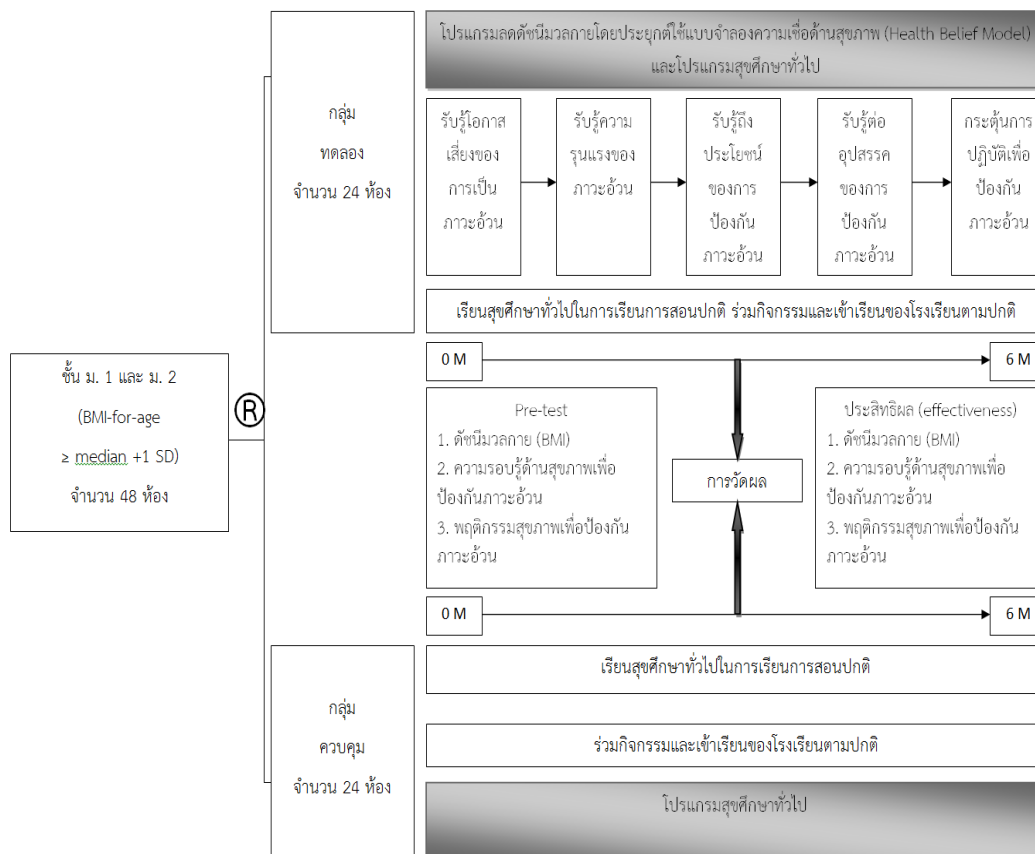 โปรแกรมลดดัชนีมวลกายโดยประยุกต์ใช้แบบจำลองความเชื่อด้านสุขภาพ (Health Belief Model)
และโปรแกรมสุขศึกษาทั่วไป
กลุ่ม
ทดลอง
จำนวน 24 ห้อง
รับรู้โอกาส
เสี่ยงของ
การเป็น
ภาวะอ้วน
รับรู้ความ
รุนแรงของ
ภาวะอ้วน
รับรู้ถึง
ประโยชน์
ของการ
ป้องกัน
ภาวะอ้วน
รับรู้ต่อ
อุปสรรค
ของการ
ป้องกัน
ภาวะอ้วน
กระตุ้นการ
ปฏิบัติเพื่อ
ป้องกัน
ภาวะอ้วน
เรียนสุขศึกษาทั่วไปในการเรียนการสอนปกติ ร่วมกิจกรรมและเข้าเรียนของโรงเรียนตามปกติ
0 M
6 M
ชั้น ม. 1 และ ม. 2
(BMI-for-age
≥ median +1 SD)
จำนวน 48 ห้อง
R
Pre-test
1. ดัชนีมวลกาย (BMI)
2. ความรอบรู้ด้านสุขภาพเพื่อ
ป้องกันภาวะอ้วน
3. พฤติกรรมสุขภาพเพื่อป้องกัน
ภาวะอ้วน
การวัดผล
ประสิทธิผล (effectiveness)
1. ดัชนีมวลกาย (BMI)
2. ความรอบรู้ด้านสุขภาพเพื่อ
ป้องกันภาวะอ้วน
3. พฤติกรรมสุขภาพเพื่อป้องกัน
ภาวะอ้วน
0 M
6 M
กลุ่ม
ควบคุม
จำนวน 24 ห้อง
เรียนสุขศึกษาทั่วไปในการเรียนการสอนปกติ
ร่วมกิจกรรมและเข้าเรียนของโรงเรียนตามปกติ
โปรแกรมสุขศึกษาทั่วไป